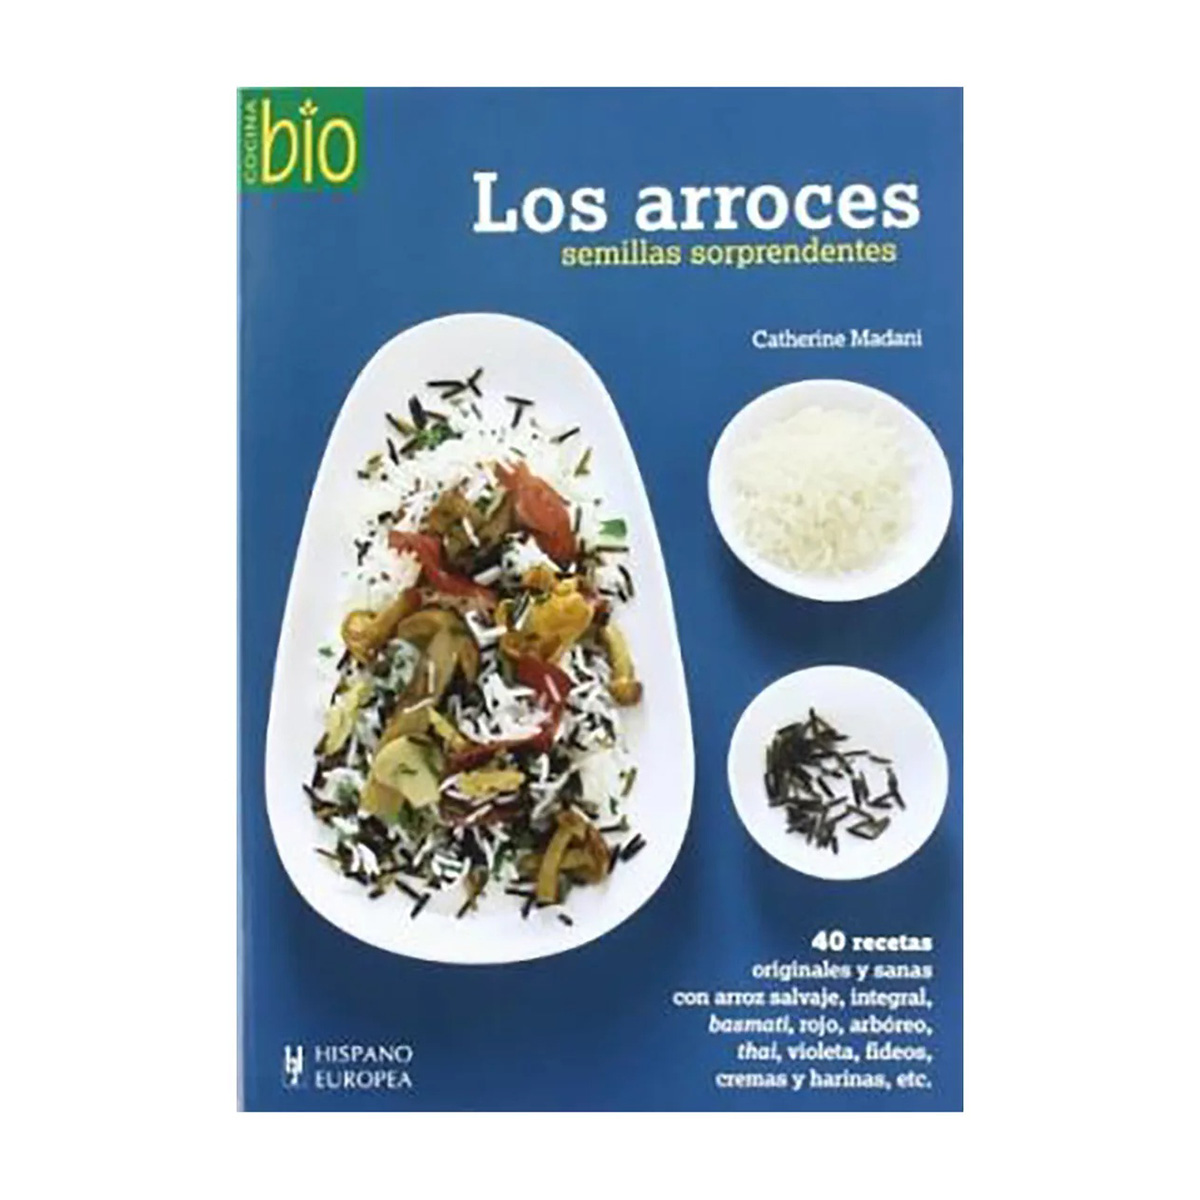 COCINA
bio
Los arroces
semillas sorprendentes
Catherine Madani
40 recetas
originales y sanas
con arroz salvaje, integral,
basmati, rojo, arbóreo,
thai, violeta, fideos,
cremas y harinas, etc.
HISPANO
EUROPEA